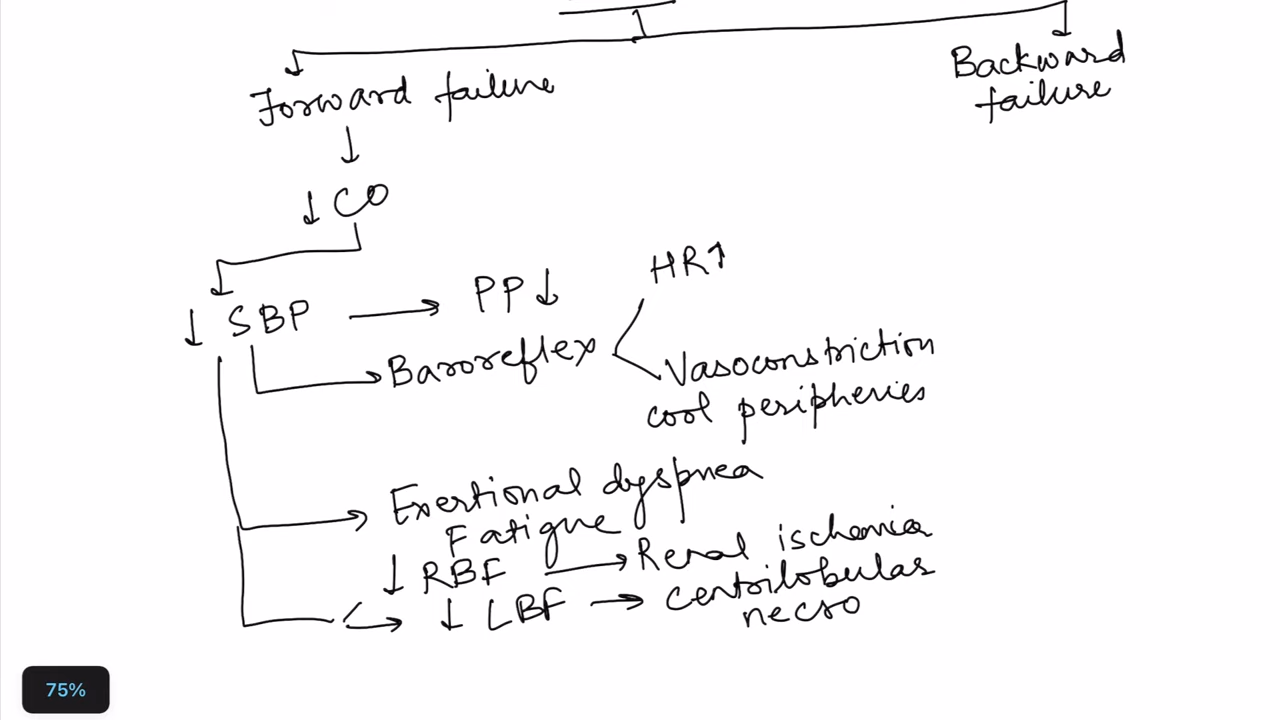 Forward failure
Backward
failure
↓
↓ CO
↓ SBP → PP↓
HR↑
Baroreflex
Vasoconstriction
cool peripheries
Exertional dyspnea
Fatigue
↓ RBF → Renal ischemia
↓ LBF → centrilobular
necro
75%